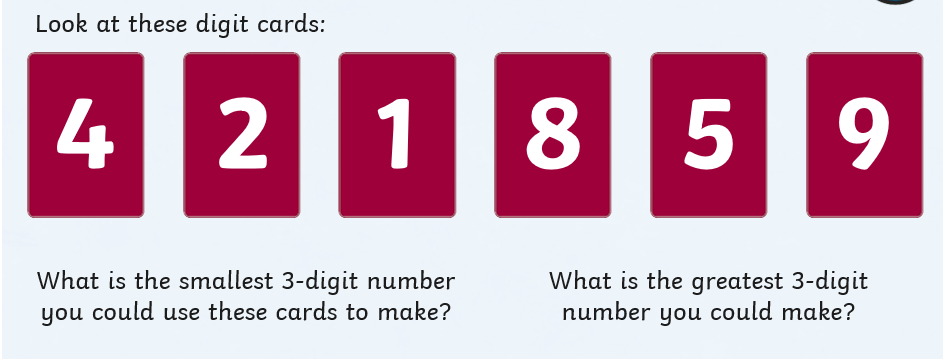 Look at these digit cards:
4 2 1 8 5 9
What is the smallest 3-digit number
you could use these cards to make?
What is the greatest 3-digit
number you could make?